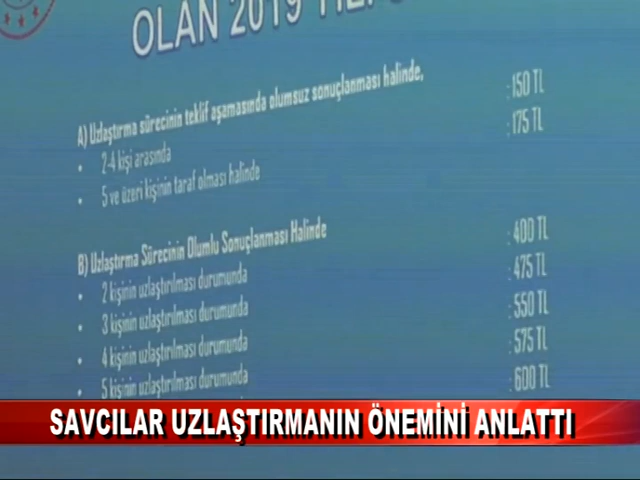 OLAN 2019
A) Uzlaştırma sürecinin teklif aşamasında olumsuz sonuçlanması halinde,
• 2-4 kişi arasında : 150 TL
• 5 ve üzeri kişinin taraf olması halinde : 175 TL
B) Uzlaştırma Sürecinin Olumlu Sonuçlanması Halinde
• 2 kişinin uzlaştırılması durumunda : 400 TL
• 3 kişinin uzlaştırılması durumunda : 475 TL
• 4 kişinin uzlaştırılması durumunda : 550 TL
• 5 kişinin uzlaştırılması durumunda : 575 TL
: 600 TL
SAVCILAR UZLAŞTIRMANIN ÖNEMİNİ ANLATTI